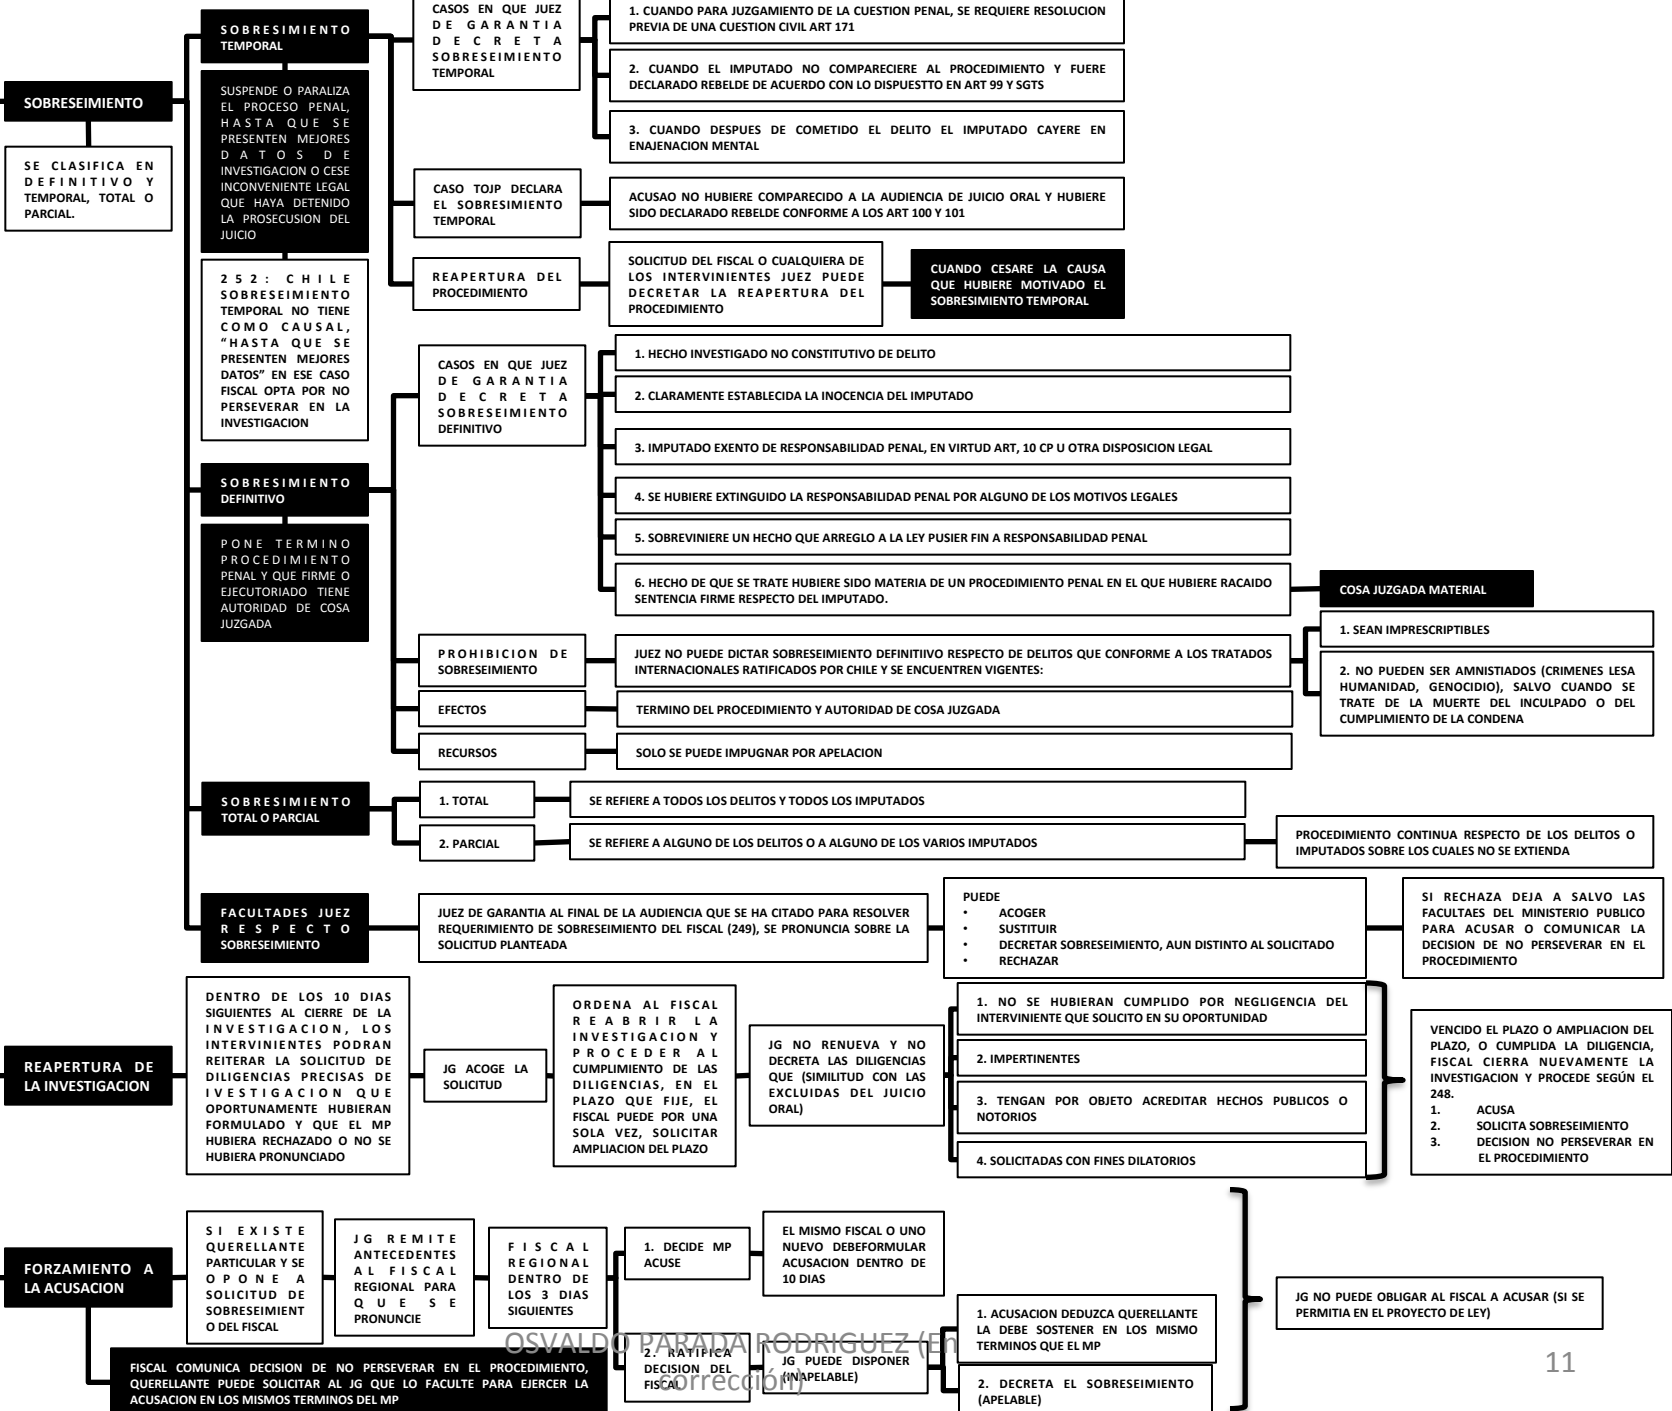 SOBRESEIMIENTO
SE CLASIFICA EN
DEFINITIVO Y
TEMPORAL, TOTAL O
PARCIAL.
SOBRESIMIENTO
TEMPORAL
SUSPENDE O PARALIZA
EL PROCESO PENAL,
HASTA QUE SE
PRESENTEN MEJORES
DATOS DE
INVESTIGACION O CESE
INCONVENIENTE LEGAL
QUE HAYA DETENIDO
LA PROSECUSION DEL
JUICIO
252: CHILE
SOBRESEIMIENTO
TEMPORAL NO TIENE
COMO CAUSAL,
“HASTA QUE SE
PRESENTEN MEJORES
DATOS” EN ESE CASO
FISCAL OPTA POR NO
PERSEVERAR EN LA
INVESTIGACION
CASOS EN QUE JUEZ
DE GARANTIA
DECRETA
SOBRESEIMIENTO
TEMPORAL
1. CUANDO PARA JUZGAMIENTO DE LA CUESTION PENAL, SE REQUIERE RESOLUCION
PREVIA DE UNA CUESTION CIVIL ART 171
2. CUANDO EL IMPUTADO NO COMPARECIERE AL PROCEDIMIENTO Y FUERE
DECLARADO REBELDE DE ACUERDO CON LO DISPUESTTO EN ART 99 Y SGTS
3. CUANDO DESPUES DE COMETIDO EL DELITO EL IMPUTADO CAYERE EN
ENAJENACION MENTAL
CASO TOJP DECLARA
EL SOBRESIMIENTO
TEMPORAL
ACUSAO NO HUBIERE COMPARECIDO A LA AUDIENCIA DE JUICIO ORAL Y HUBIERE
SIDO DECLARADO REBELDE CONFORME A LOS ART 100 Y 101
REAPERTURA DEL
PROCEDIMIENTO
SOLICITUD DEL FISCAL O CUALQUIERA DE
LOS INTERVINIENTES JUEZ PUEDE
DECRETAR LA REAPERTURA DEL
PROCEDIMIENTO
CUANDO CESARE LA CAUSA
QUE HUBIERE MOTIVADO EL
SOBRESIMIENTO TEMPORAL
SOBRESIMIENTO
DEFINITIVO
PONE TERMINO
PROCEDIMIENTO
PENAL Y QUE FIRME O
EJECUTORIADO TIENE
AUTORIDAD DE COSA
JUZGADA
CASOS EN QUE JUEZ
DE GARANTIA
DECRETA
SOBRESEIMIENTO
DEFINITIVO
1. HECHO INVESTIGADO NO CONSTITUTIVO DE DELITO
2. CLARAMENTE ESTABLECIDA LA INOCENCIA DEL IMPUTADO
3. IMPUTADO EXENTO DE RESPONSABILIDAD PENAL, EN VIRTUD ART, 10 CP U OTRA DISPOSICION LEGAL
4. SE HUBIERE EXTINGUIDO LA RESPONSABILIDAD PENAL POR ALGUNO DE LOS MOTIVOS LEGALES
5. SOBREVINIERE UN HECHO QUE ARREGLO A LA LEY PUSIER FIN A RESPONSABILIDAD PENAL
6. HECHO DE QUE SE TRATE HUBIERE SIDO MATERIA DE UN PROCEDIMIENTO PENAL EN EL QUE HUBIERE RACAIDO
SENTENCIA FIRME RESPECTO DEL IMPUTADO.
COSA JUZGADA MATERIAL
PROHIBICION DE
SOBRESEIMIENTO
JUEZ NO PUEDE DICTAR SOBRESEIMIENTO DEFINITIIVO RESPECTO DE DELITOS QUE CONFORME A LOS TRATADOS
INTERNACIONALES RATIFICADOS POR CHILE Y SE ENCUENTREN VIGENTES:
1. SEAN IMPRESCRIPTIBLES
2. NO PUEDEN SER AMNISTIADOS (CRIMENES LESA
HUMANIDAD, GENOCIDIO), SALVO CUANDO SE
TRATE DE LA MUERTE DEL INCULPADO O DEL
CUMPLIMIENTO DE LA CONDENA
EFECTOS
TERMINO DEL PROCEDIMIENTO Y AUTORIDAD DE COSA JUZGADA
RECURSOS
SOLO SE PUEDE IMPUGNAR POR APELACION
SOBRESIMIENTO
TOTAL O PARCIAL
1. TOTAL
SE REFIERE A TODOS LOS DELITOS Y TODOS LOS IMPUTADOS
2. PARCIAL
SE REFIERE A ALGUNO DE LOS DELITOS O A ALGUNO DE LOS VARIOS IMPUTADOS
PROCEDIMIENTO CONTINUA RESPECTO DE LOS DELITOS O
IMPUTADOS SOBRE LOS CUALES NO SE EXTIENDA
FACULTADES JUEZ
RESPECTO
SOBRESEIMIENTO
JUEZ DE GARANTIA AL FINAL DE LA AUDIENCIA QUE SE HA CITADO PARA RESOLVER
REQUERIMIENTO DE SOBRESEIMIENTO DEL FISCAL (249), SE PRONUNCIA SOBRE LA
SOLICITUD PLANTEADA
PUEDE
• ACOGER
• SUSTITUIR
• DECRETAR SOBRESEIMIENTO, AUN DISTINTO AL SOLICITADO
• RECHAZAR
SI RECHAZA DEJA A SALVO LAS
FACULTAES DEL MINISTERIO PUBLICO
PARA ACUSAR O COMUNICAR LA
DECISION DE NO PERSEVERAR EN EL
PROCEDIMIENTO
REAPERTURA DE
LA INVESTIGACION
DENTRO DE LOS 10 DIAS
SIGUIENTES AL CIERRE DE LA
INVESTIGACION, LOS
INTERVINIENTES PODRAN
REITERAR LA SOLICITUD DE
DILIGENCIAS PRECISAS DE
IVESTIGACION QUE
OPORTUNAMENTE HUBIERAN
FORMULADO Y QUE EL MP
HUBIERA RECHAZADO O NO SE
HUBIERA PRONUNCIADO
JG ACOGE LA
SOLICITUD
ORDENA AL FISCAL
REABRIR LA
INVESTIGACION Y
PROCEDER AL
CUMPLIMIENTO DE LAS
DILIGENCIAS, EN EL
PLAZO QUE FIJE, EL
FISCAL PUEDE POR UNA
SOLA VEZ, SOLICITAR
AMPLIACION DEL PLAZO
JG NO RENUEVA Y NO
DECRETA LAS DILIGENCIAS
QUE (SIMILITUD CON LAS
EXCLUIDAS DEL JUICIO
ORAL)
1. NO SE HUBIERAN CUMPLIDO POR NEGLIGENCIA DEL
INTERVINIENTE QUE SOLICITO EN SU OPORTUNIDAD
2. IMPERTINENTES
3. TENGAN POR OBJETO ACREDITAR HECHOS PUBLICOS O
NOTORIOS
4. SOLICITADAS CON FINES DILATORIOS
VENCIDO EL PLAZO O AMPLIACION DEL
PLAZO, O CUMPLIDA LA DILIGENCIA,
FISCAL CIERRA NUEVAMENTE LA
INVESTIGACION Y PROCEDE SEGÚN EL
248.
1. ACUSA
2. SOLICITA SOBRESEIMIENTO
3. DECISION NO PERSEVERAR EN
EL PROCEDIMIENTO
FORZAMIENTO A
LA ACUSACION
SI EXISTE
QUERELLANTE
PARTICULAR Y SE
OPONE A
SOLICITUD DE
SOBRESEIMIENT
O DEL FISCAL
JG REMITE
ANTECEDENTES
AL FISCAL
REGIONAL PARA
QUE SE
PRONUNCIE
FISCAL
REGIONAL
DENTRO DE
LOS 3 DIAS
SIGUIENTES
1. DECIDE MP
ACUSE
EL MISMO FISCAL O UNO
NUEVO DEBEFORMULAR
ACUSACION DENTRO DE
10 DIAS
2. RATIFICA
DECISION DEL
FISCAL
JG PUEDE DISPONER
(INAPELABLE)
1. ACUSACION DEDUZCA QUERELLANTE
LA DEBE SOSTENER EN LOS MISMO
TERMINOS QUE EL MP
2. DECRETA EL SOBRESEIMIENTO
(APELABLE)
JG NO PUEDE OBLIGAR AL FISCAL A ACUSAR (SI SE
PERMITIA EN EL PROYECTO DE LEY)
FISCAL COMUNICA DECISION DE NO PERSEVERAR EN EL PROCEDIMIENTO,
QUERELLANTE PUEDE SOLICITAR AL JG QUE LO FACULTE PARA EJERCER LA
ACUSACION EN LOS MISMOS TERMINOS DEL MP
OSVALDO PARADA RODRIGUEZ (En
corrección)
11